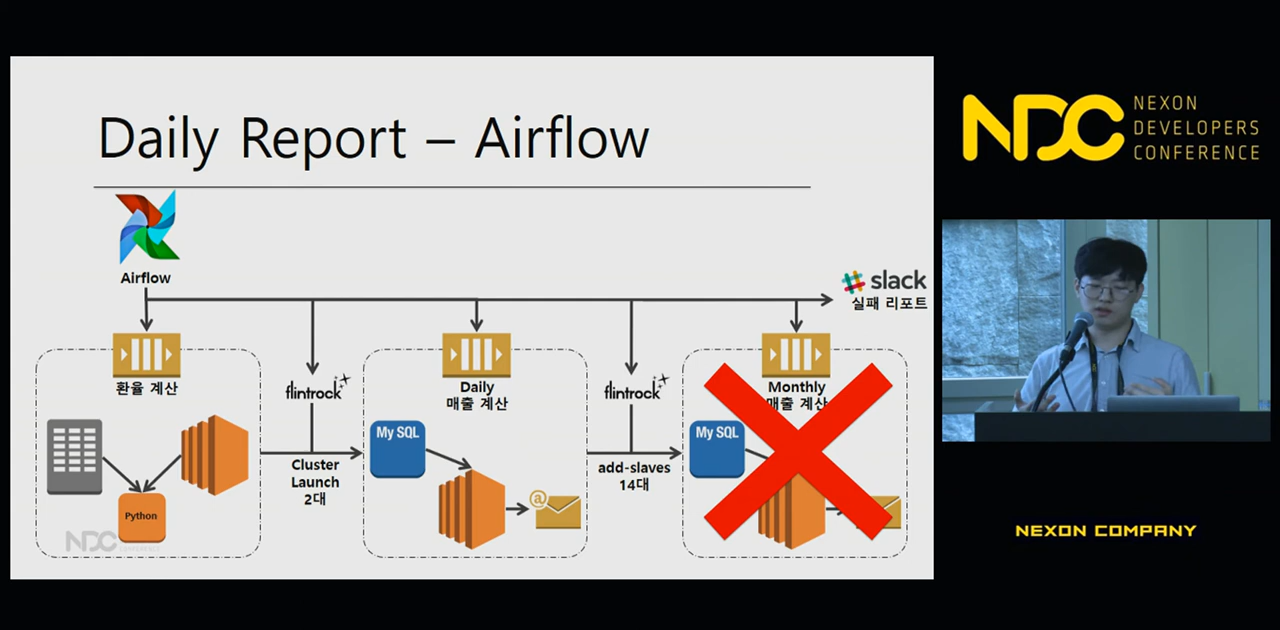 Daily Report – Airflow
Airflow
slack
실패 리포트
환율 계산
flintrock
Daily
매출 계산
flintrock
Monthly
매출 계산
My SQL
My SQL
Cluster
Launch
2대
add-slaves
14대
Python
@
NDC
CONFERENCE
NDC
NEXON
DEVELOPERS
CONFERENCE
NEXON COMPANY